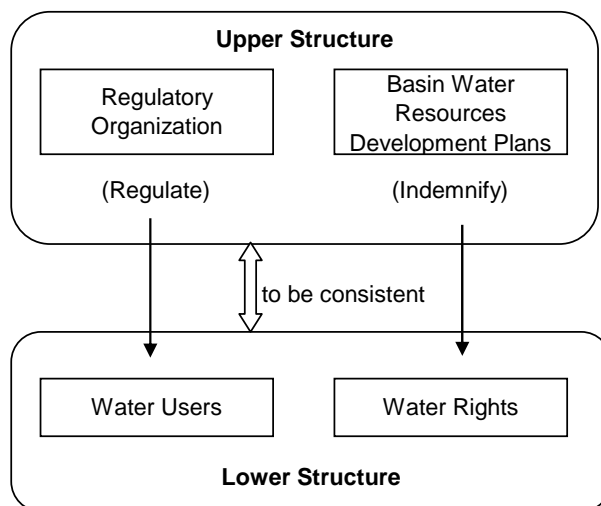 Upper Structure
Regulatory
Organization
Basin Water
Resources
Development Plans
(Regulate)
(Indemnify)
to be consistent
Water Users
Water Rights
Lower Structure